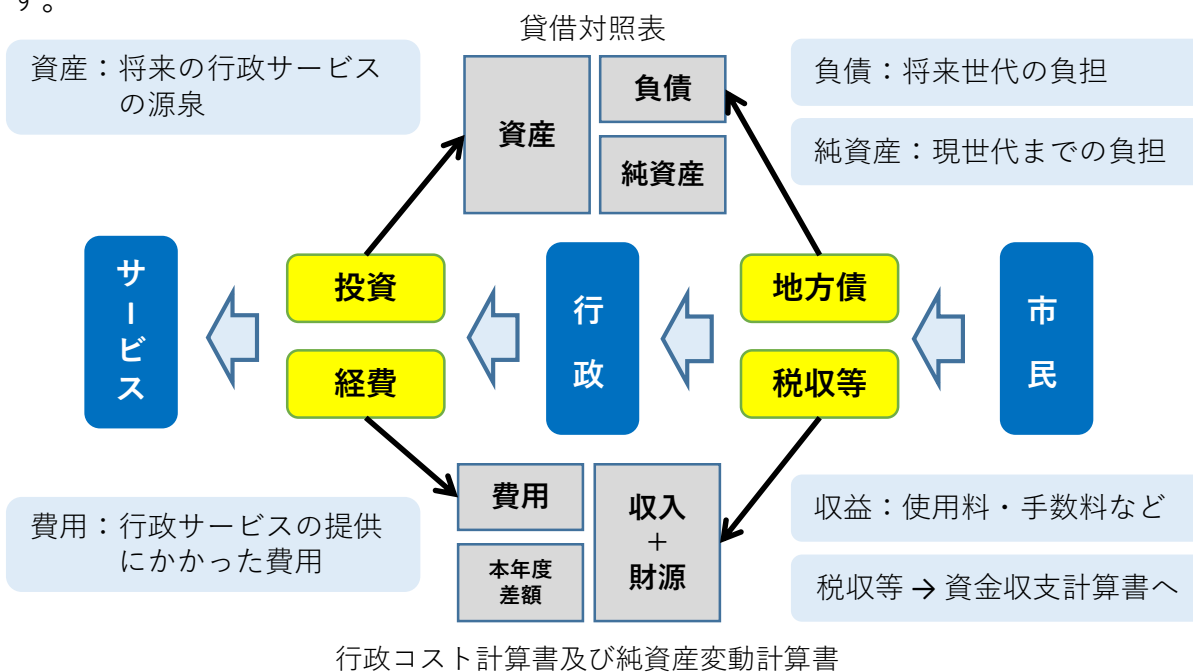 す。
貸借対照表
資産：将来の行政サービス
の源泉
資産
負債
純資産
負債：将来世代の負担
純資産：現世代までの負担
サービス
投資
経費
行政
地方債
税収等
市民
費用：行政サービスの提供
にかかった費用
費用
本年度
差額
収入
＋
財源
収益：使用料・手数料など
税収等 → 資金収支計算書へ
行政コスト計算書及び純資産変動計算書